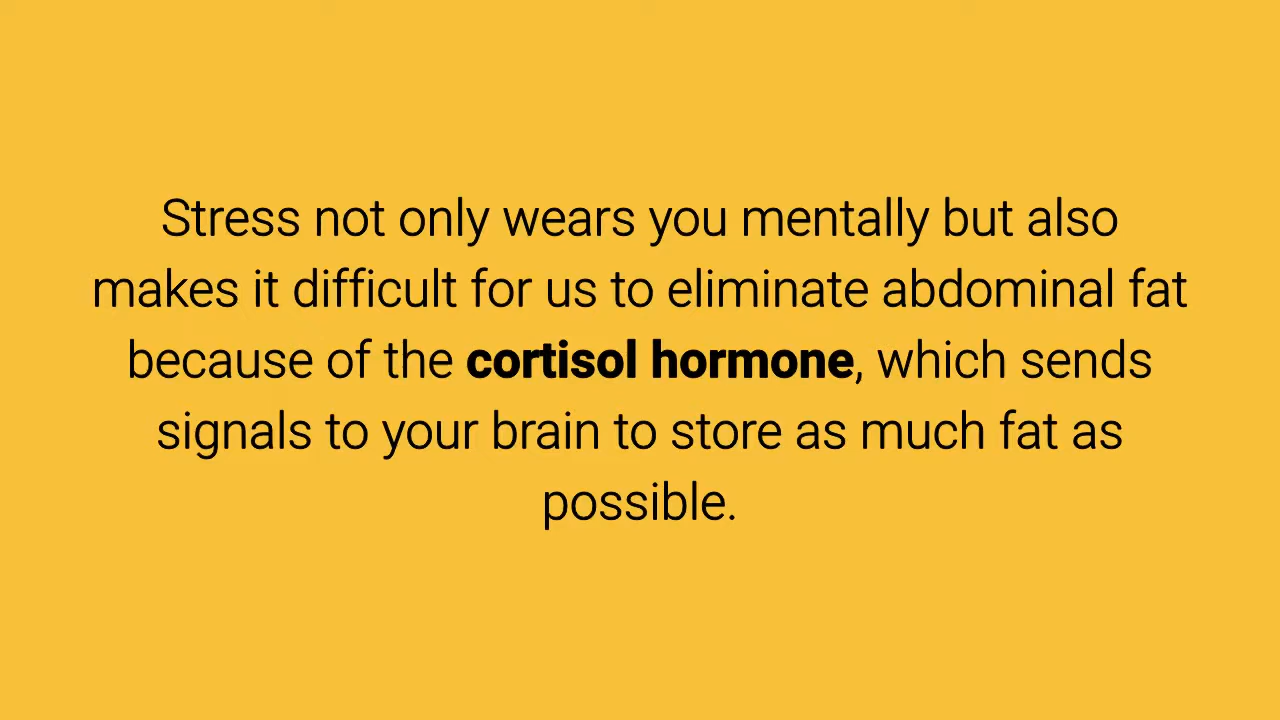 Stress not only wears you mentally but also
makes it difficult for us to eliminate abdominal fat
because of the cortisol hormone, which sends
signals to your brain to store as much fat as
possible.